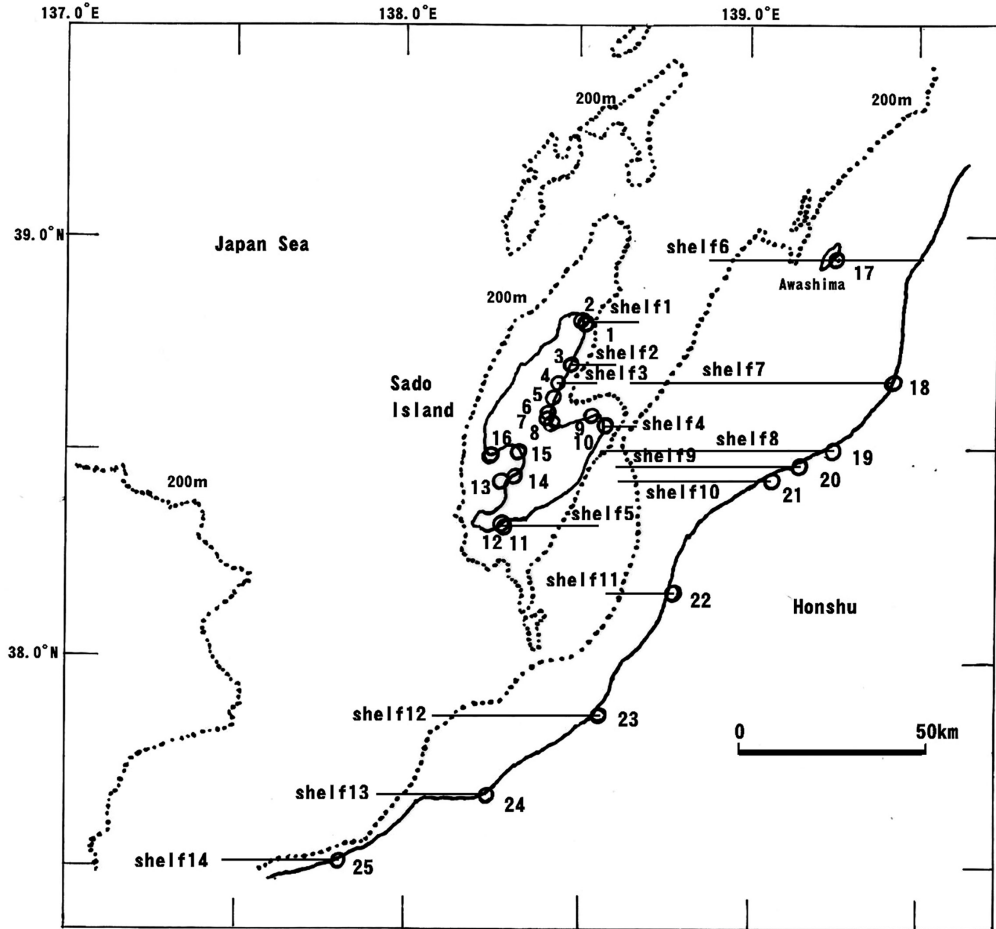 137.0°E
138.0°E
139.0°E
200m
200m
39.0°N
Japan Sea
shelf6
17
Awashima
200m
2
shelf1
1
3
shelf2
4
shelf3
shelf7
18
Sado
Island
5
6
7
8
9
10
shelf4
shelf8
19
16
15
shelf9
20
200m
13
14
shelf10
21
shelf5
12
11
shelf11
22
Honshu
38.0°N
shelf12
23
0
50km
shelf13
24
shelf14
25